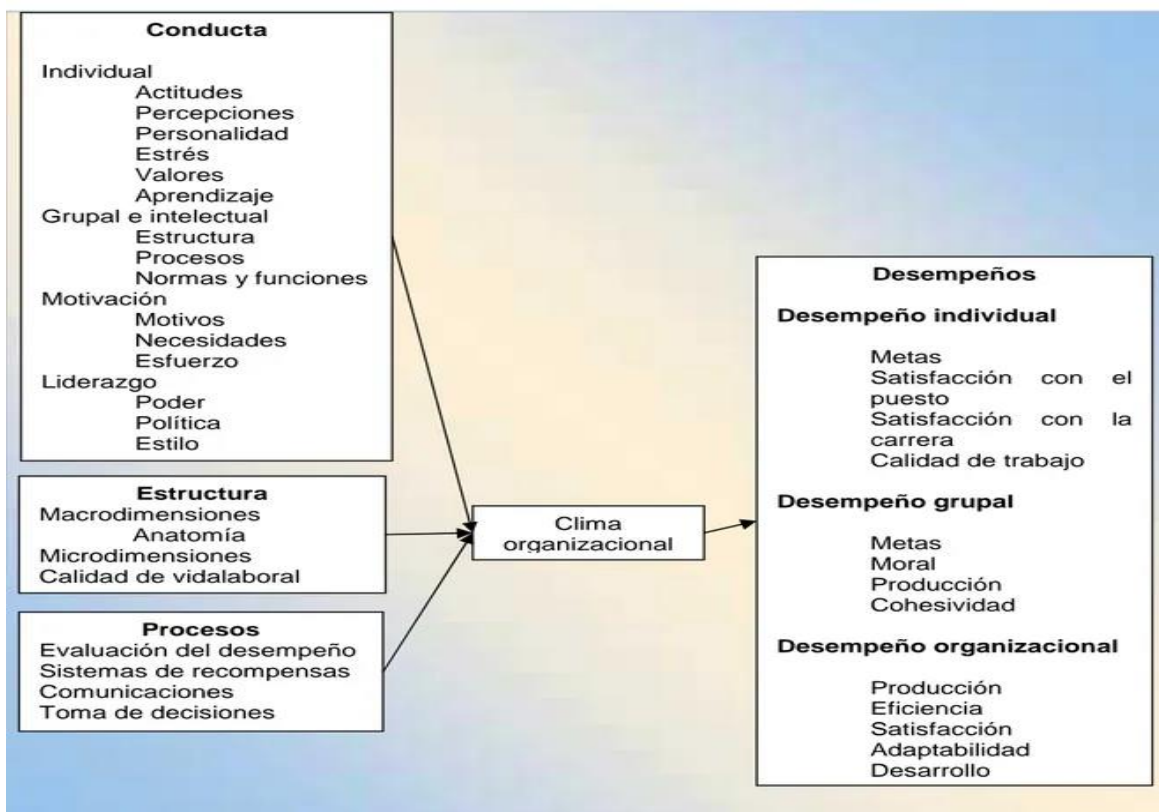 Conducta
Individual
Actitudes
Percepciones
Personalidad
Estrés
Valores
Aprendizaje
Grupal e intelectual
Estructura
Procesos
Normas y funciones
Motivación
Motivos
Necesidades
Esfuerzo
Liderazgo
Poder
Política
Estilo
Estructura
Macrodimensiones
Anatomía
Microdimensiones
Calidad de vidalaboral
Procesos
Evaluación del desempeño
Sistemas de recompensas
Comunicaciones
Toma de decisiones
Clima
organizacional
Desempeños
Desempeño individual
Metas
Satisfacción con el
puesto
Satisfacción con la
carrera
Calidad de trabajo
Desempeño grupal
Metas
Moral
Producción
Cohesividad
Desempeño organizacional
Producción
Eficiencia
Satisfacción
Adaptabilidad
Desarrollo